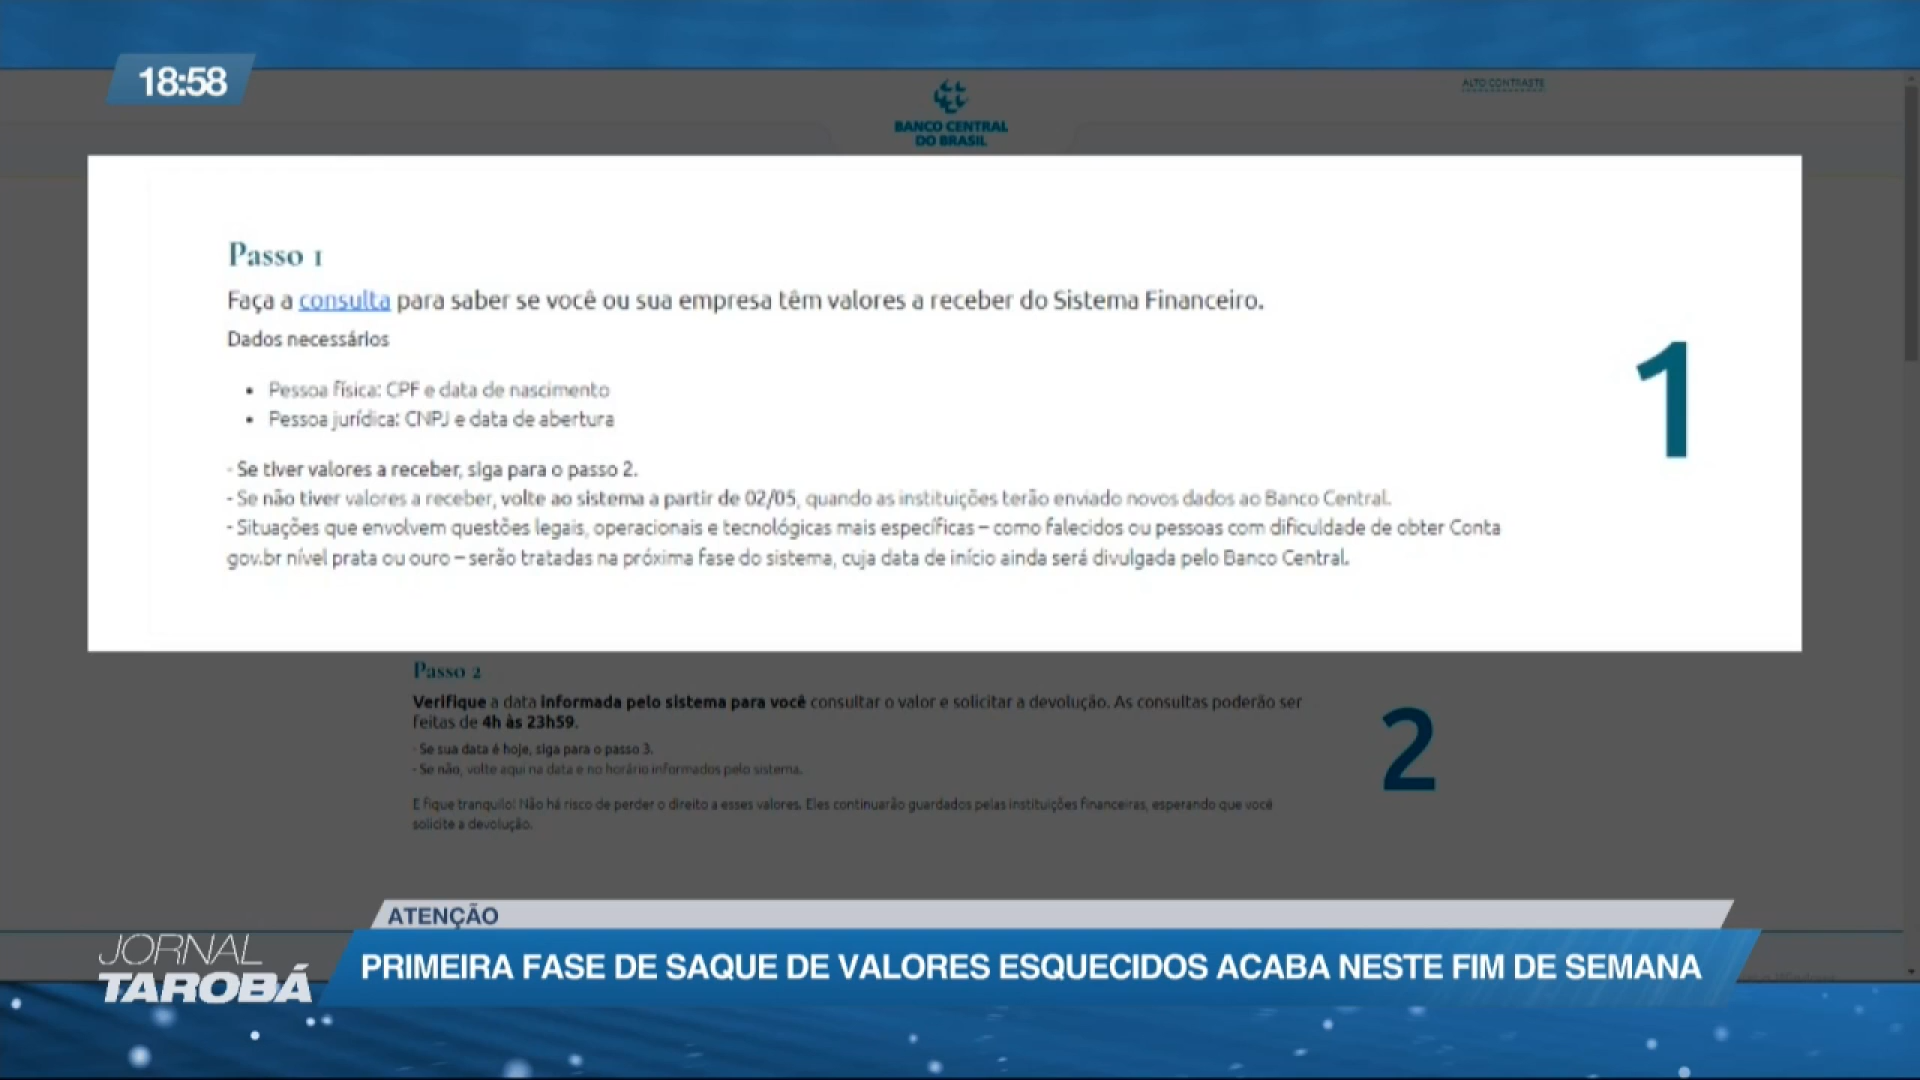 18:58
ALTO CONTRASTE
BANCO CENTRAL
DO BRASIL
Passo 1
Faça a consulta para saber se você ou sua empresa têm valores a receber do Sistema Financeiro.
Dados necessários
• Pessoa física: CPF e data de nascimento
• Pessoa jurídica: CNPJ e data de abertura
1
- Se tiver valores a receber, siga para o passo 2.
- Se não tiver valores a receber, volte ao sistema a partir de 02/05, quando as instituições terão enviado novos dados ao Banco Central.
- Situações que envolvem questões legais, operacionais e tecnológicas mais específicas – como falecidos ou pessoas com dificuldade de obter Conta
gov.br nível prata ou ouro – serão tratadas na próxima fase do sistema, cuja data de início ainda será divulgada pelo Banco Central.
Passo 2
Verifique a data informada pelo sistema para você consultar o valor e solicitar a devolução. As consultas poderão ser
feitas de 4h às 23h59.
2
- Se sua data é hoje, siga para o passo 3.
- Se não, volte aqui na data e no horário informados pelo sistema.
E fique tranquilo! Não há risco de perder o direito a esses valores. Eles continuarão guardados pelas instituições financeiras, esperando que você
solicite a devolução.
ATENÇÃO
JORNAL
TAROBÁ
PRIMEIRA FASE DE SAQUE DE VALORES ESQUECIDOS ACABA NESTE FIM DE SEMANA